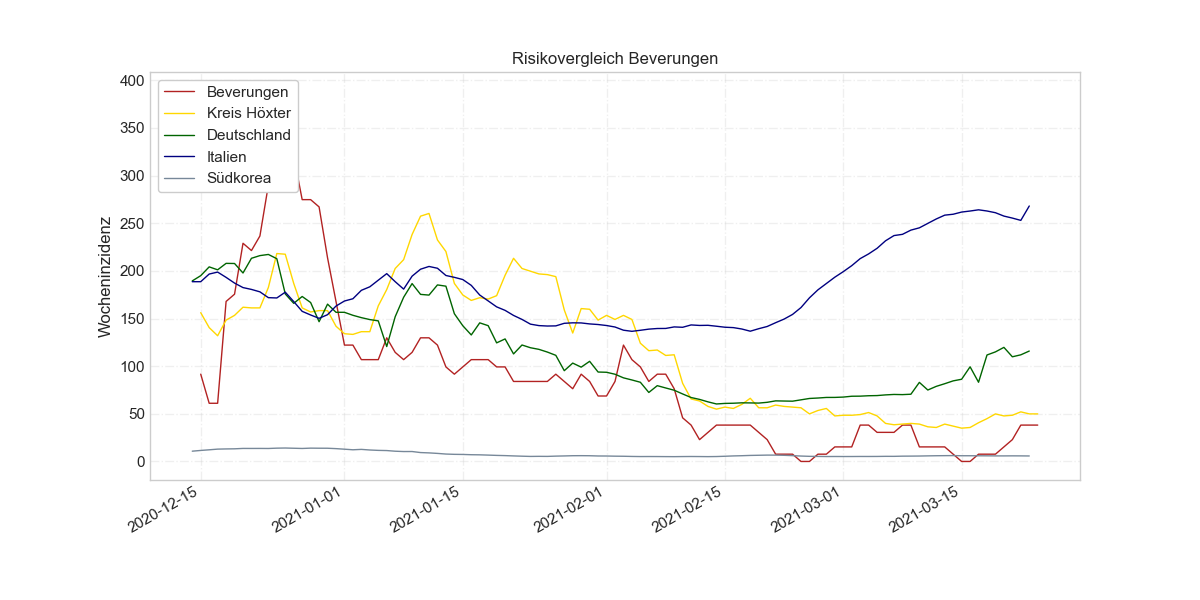 Risikovergleich Beverungen
Wocheninzidenz
400
350
300
250
200
150
100
50
0
Beverungen
Kreis Höxter
Deutschland
Italien
Südkorea
2020-12-15
2021-01-01
2021-01-15
2021-02-01
2021-02-15
2021-03-01
2021-03-15